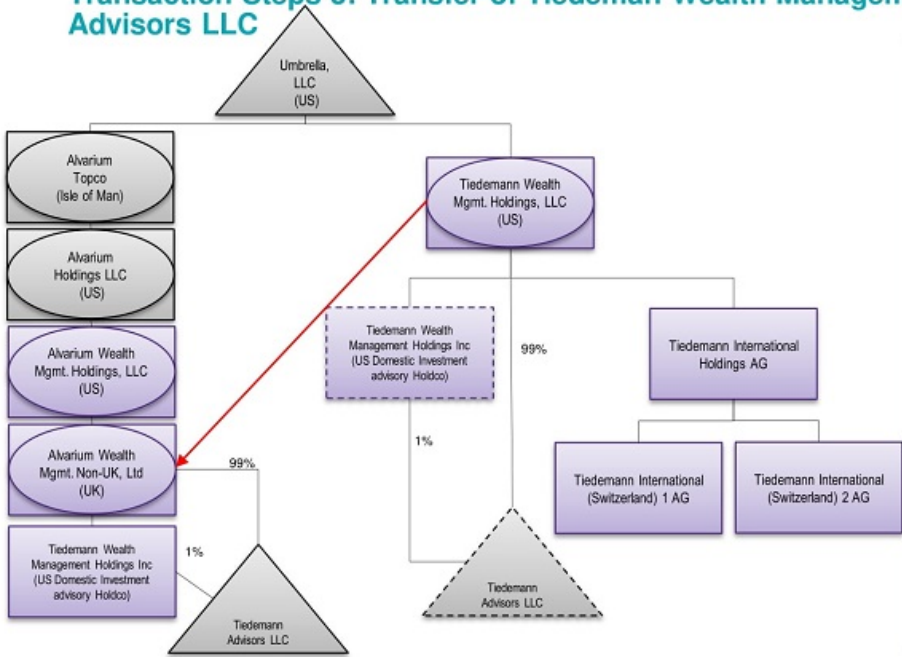 Advisors LLC
Umbrella,
LLC
(US)
Alvarium
Topco
(Isle of Man)
Tiedemann Wealth
Mgmt. Holdings, LLC
(US)
Alvarium
Holdings LLC
(US)
Alvarium Wealth
Mgmt. Holdings, LLC
(US)
Tiedemann Wealth
Management Holdings Inc
(US Domestic Investment
advisory Holdco)
99%
Tiedemann International
Holdings AG
1%
Alvarium Wealth
Mgmt. Non-UK, Ltd
(UK)
99%
Tiedemann International
(Switzerland) 1 AG
Tiedemann International
(Switzerland) 2 AG
Tiedemann Wealth
Management Holdings Inc
(US Domestic Investment
advisory Holdco)
1%
Tiedemann
Advisors LLC
Tiedemann
Advisors LLC